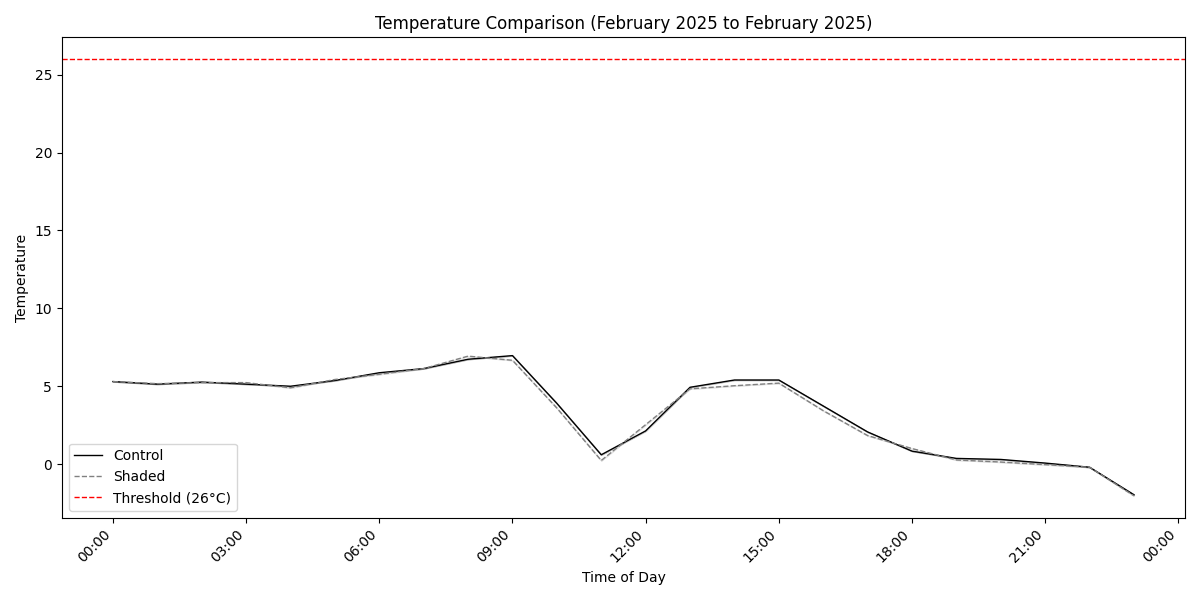 Temperature Comparison (February 2025 to February 2025)
25
20
15
10
5
0
Temperature
Control
Shaded
Threshold (26°C)
00:00
03:00
06:00
09:00
12:00
15:00
18:00
21:00
00:00
Time of Day